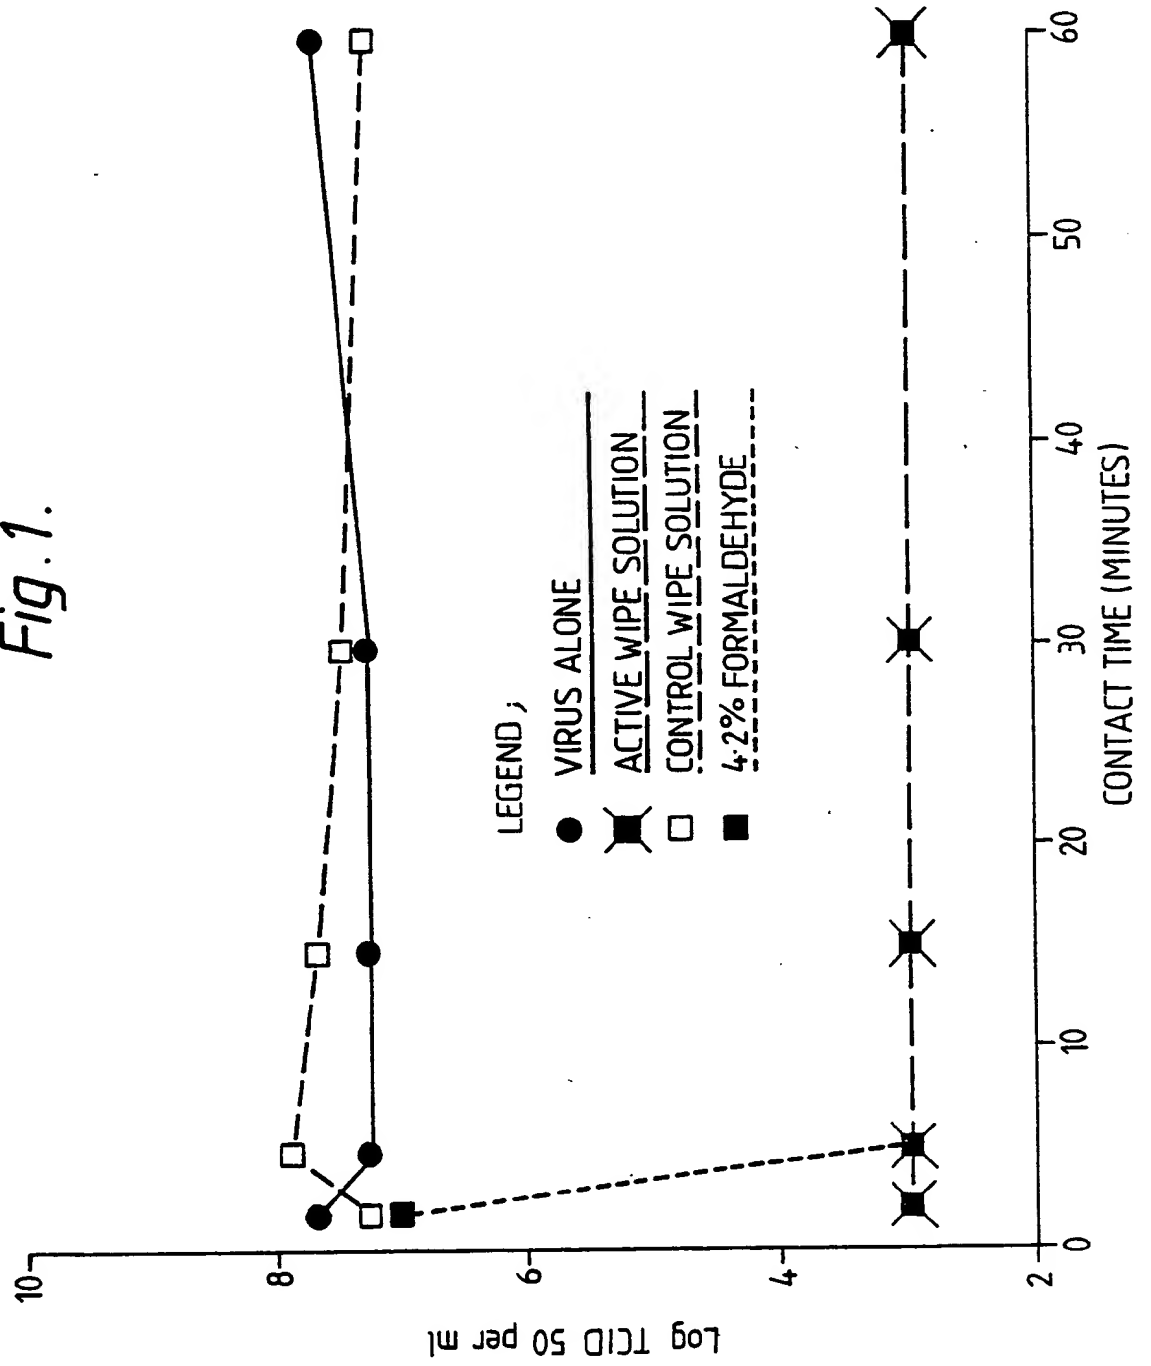 Fig.1.
Log TCID 50 per ml
10
8
6
4
2
LEGEND;
VIRUS ALONE
ACTIVE WIPE SOLUTION
CONTROL WIPE SOLUTION
4·2% FORMALDEHYDE
0
10
20
30
40
50
60
CONTACT TIME (MINUTES)